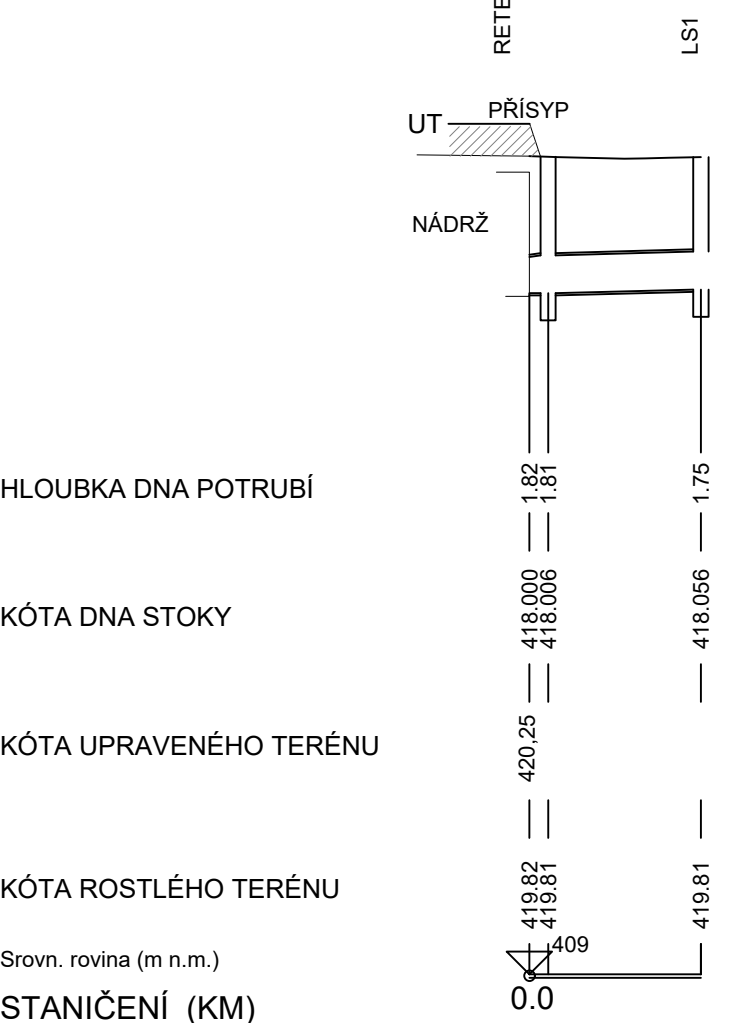 RETE
LS1
PŘÍSYP
UT
NÁDRŽ
HLOUBKA DNA POTRUBÍ 1.82 1.81 1.75
KÓTA DNA STOKY 418.000 418.006 418.056
KÓTA UPRAVENÉHO TERÉNU 420,25
KÓTA ROSTLÉHO TERÉNU 419.82 419.81 419.81
Srovn. rovina (m n.m.) 409
STANIČENÍ (KM) 0.0